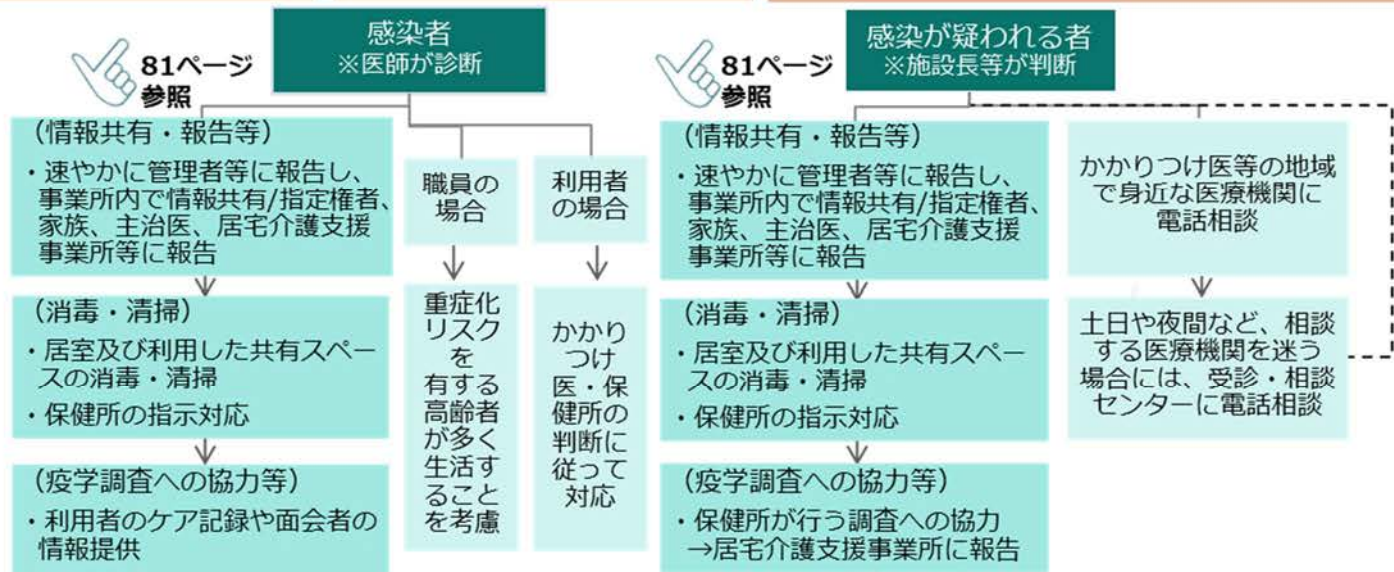 感染者
※医師が診断
81ページ
参照
（情報共有・報告等）
・速やかに管理者等に報告し、
事業所内で情報共有/指定権者、
家族、主治医、居宅介護支援
事業所等に報告
（消毒・清掃）
・居室及び利用した共有スペー
スの消毒・清掃
・保健所の指示対応
（疫学調査への協力等）
・利用者のケア記録や面会者の
情報提供
職員の
場合
重症化
リスク
を
有する
高齢者
が多く
生活す
ること
を考慮
利用者
の場合
かかり
つけ
医・保
健所の
判断に
従って
対応
感染が疑われる者
※施設長等が判断
81ページ
参照
（情報共有・報告等）
・速やかに管理者等に報告し、
事業所内で情報共有/指定権者、
家族、主治医、居宅介護支援
事業所等に報告
（消毒・清掃）
・居室及び利用した共有スペー
スの消毒・清掃
・保健所の指示対応
（疫学調査への協力等）
・保健所が行う調査への協力
→居宅介護支援事業所に報告
かかりつけ医等の地域
で身近な医療機関に
電話相談
土日や夜間など、相談
する医療機関を迷う
場合には、受診・相談
センターに電話相談